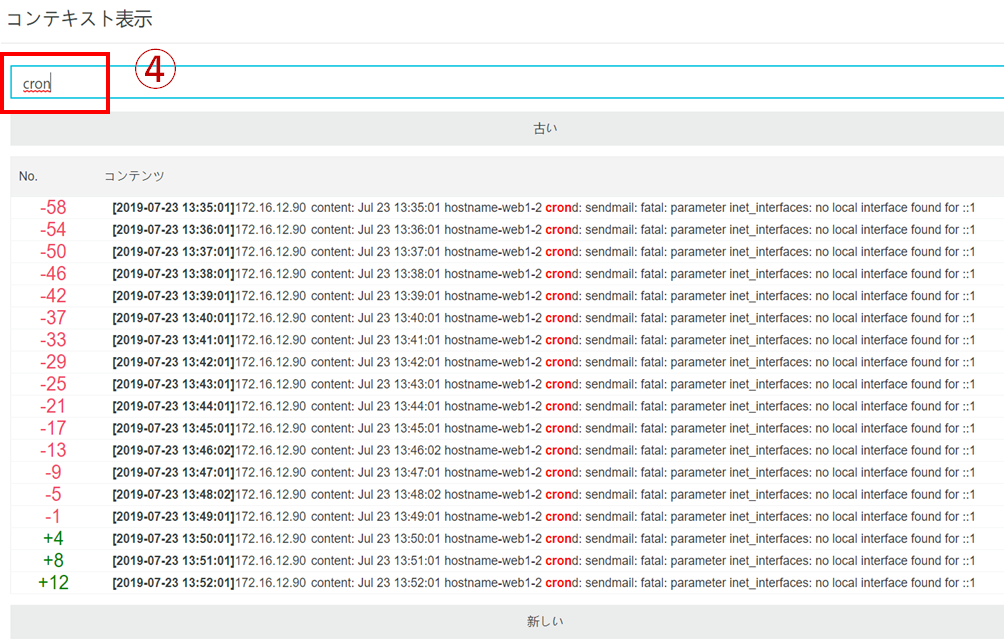 コンテキスト表示
cron
④
古い
No. コンテンツ
-58 [2019-07-23 13:35:01]172.16.12.90 content: Jul 23 13:35:01 hostname-web1-2 crond: sendmail: fatal: parameter inet_interfaces: no local interface found for ::1
-54 [2019-07-23 13:36:01]172.16.12.90 content: Jul 23 13:36:01 hostname-web1-2 crond: sendmail: fatal: parameter inet_interfaces: no local interface found for ::1
-50 [2019-07-23 13:37:01]172.16.12.90 content: Jul 23 13:37:01 hostname-web1-2 crond: sendmail: fatal: parameter inet_interfaces: no local interface found for ::1
-46 [2019-07-23 13:38:01]172.16.12.90 content: Jul 23 13:38:01 hostname-web1-2 crond: sendmail: fatal: parameter inet_interfaces: no local interface found for ::1
-42 [2019-07-23 13:39:01]172.16.12.90 content: Jul 23 13:39:01 hostname-web1-2 crond: sendmail: fatal: parameter inet_interfaces: no local interface found for ::1
-37 [2019-07-23 13:40:01]172.16.12.90 content: Jul 23 13:40:01 hostname-web1-2 crond: sendmail: fatal: parameter inet_interfaces: no local interface found for ::1
-33 [2019-07-23 13:41:01]172.16.12.90 content: Jul 23 13:41:01 hostname-web1-2 crond: sendmail: fatal: parameter inet_interfaces: no local interface found for ::1
-29 [2019-07-23 13:42:01]172.16.12.90 content: Jul 23 13:42:01 hostname-web1-2 crond: sendmail: fatal: parameter inet_interfaces: no local interface found for ::1
-25 [2019-07-23 13:43:01]172.16.12.90 content: Jul 23 13:43:01 hostname-web1-2 crond: sendmail: fatal: parameter inet_interfaces: no local interface found for ::1
-21 [2019-07-23 13:44:01]172.16.12.90 content: Jul 23 13:44:01 hostname-web1-2 crond: sendmail: fatal: parameter inet_interfaces: no local interface found for ::1
-17 [2019-07-23 13:45:01]172.16.12.90 content: Jul 23 13:45:01 hostname-web1-2 crond: sendmail: fatal: parameter inet_interfaces: no local interface found for ::1
-13 [2019-07-23 13:46:02]172.16.12.90 content: Jul 23 13:46:02 hostname-web1-2 crond: sendmail: fatal: parameter inet_interfaces: no local interface found for ::1
-9 [2019-07-23 13:47:01]172.16.12.90 content: Jul 23 13:47:01 hostname-web1-2 crond: sendmail: fatal: parameter inet_interfaces: no local interface found for ::1
-5 [2019-07-23 13:48:02]172.16.12.90 content: Jul 23 13:48:02 hostname-web1-2 crond: sendmail: fatal: parameter inet_interfaces: no local interface found for ::1
-1 [2019-07-23 13:49:01]172.16.12.90 content: Jul 23 13:49:01 hostname-web1-2 crond: sendmail: fatal: parameter inet_interfaces: no local interface found for ::1
+4 [2019-07-23 13:50:01]172.16.12.90 content: Jul 23 13:50:01 hostname-web1-2 crond: sendmail: fatal: parameter inet_interfaces: no local interface found for ::1
+8 [2019-07-23 13:51:01]172.16.12.90 content: Jul 23 13:51:01 hostname-web1-2 crond: sendmail: fatal: parameter inet_interfaces: no local interface found for ::1
+12 [2019-07-23 13:52:01]172.16.12.90 content: Jul 23 13:52:01 hostname-web1-2 crond: sendmail: fatal: parameter inet_interfaces: no local interface found for ::1
新しい